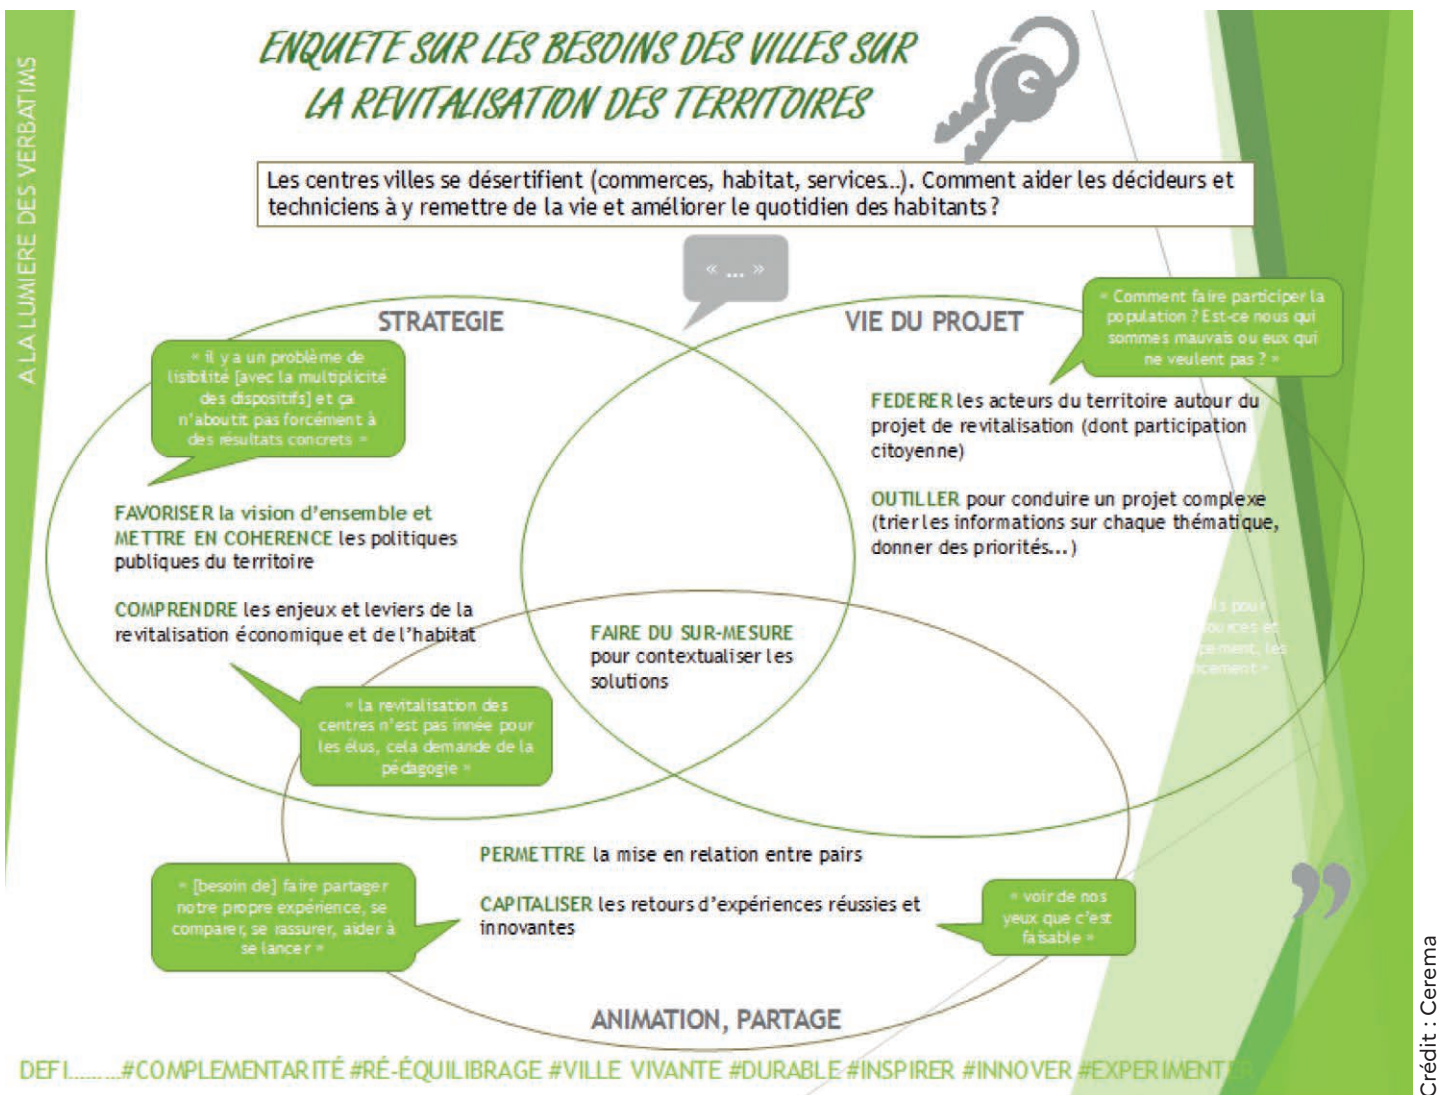 A LA LUMIERE DES VERBATIMS
ENQUETE SUR LES BESOINS DES VILLES SUR
LA REVITALISATION DES TERRITOIRES
Les centres villes se désertifient (commerces, habitat, services...). Comment aider les décideurs et
techniciens à y remettre de la vie et améliorer le quotidien des habitants ?
« ... »
STRATEGIE
« il y a un problème de
lisibilité [avec la multiplicité
des dispositifs] et ça
n'aboutit pas forcément à
des résultats concrets »
FAVORISER la vision d'ensemble et
METTRE EN COHERENCE les politiques
publiques du territoire
COMPRENDRE les enjeux et leviers de la
revitalisation économique et de l'habitat
« la revitalisation des
centres n'est pas innée pour
les élus, cela demande de la
pédagogie »
VIE DU PROJET
« Comment faire participer la
population ? Est-ce nous qui
sommes mauvais ou eux qui
ne veulent pas ? »
FEDERER les acteurs du territoire autour du
projet de revitalisation (dont participation
citoyenne)
OUTILLER pour conduire un projet complexe
(trier les informations sur chaque thématique,
donner des priorités...)
pour
et
les
»
FAIRE DU SUR-MESURE
pour contextualiser les
solutions
PERMETTRE la mise en relation entre pairs
CAPITALISER les retours d'expériences réussies et
innovantes
« [besoin de] faire partager
notre propre expérience, se
comparer, se rassurer, aider à
se lancer »
« voir de nos
yeux que c'est
faisable »
”
ANIMATION, PARTAGE
DEFI.........#COMPLEMENTARITÉ #RÉ-ÉQUILIBRAGE #VILLE VIVANTE #DURABLE #INSPIRER #INNOVER #EXPERIMENTER
Crédit : Cerema